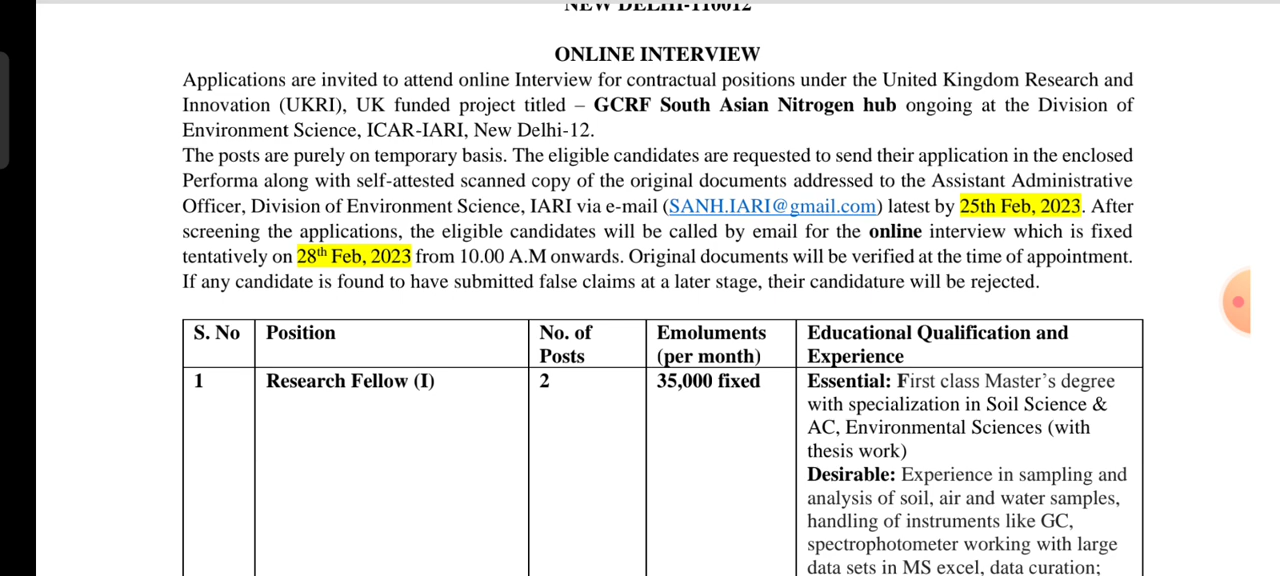 NEW DELHI-110012
ONLINE INTERVIEW
Applications are invited to attend online Interview for contractual positions under the United Kingdom Research and
Innovation (UKRI), UK funded project titled – GCRF South Asian Nitrogen hub ongoing at the Division of
Environment Science, ICAR-IARI, New Delhi-12.
The posts are purely on temporary basis. The eligible candidates are requested to send their application in the enclosed
Performa along with self-attested scanned copy of the original documents addressed to the Assistant Administrative
Officer, Division of Environment Science, IARI via e-mail (SANH.IARI@gmail.com) latest by 25th Feb, 2023. After
screening the applications, the eligible candidates will be called by email for the online interview which is fixed
tentatively on 28th Feb, 2023 from 10.00 A.M onwards. Original documents will be verified at the time of appointment.
If any candidate is found to have submitted false claims at a later stage, their candidature will be rejected.
S. No Position No. of Posts Emoluments (per month) Educational Qualification and Experience
1 Research Fellow (I) 2 35,000 fixed Essential: First class Master’s degree
with specialization in Soil Science &
AC, Environmental Sciences (with
thesis work)
Desirable: Experience in sampling and
analysis of soil, air and water samples,
handling of instruments like GC,
spectrophotometer working with large
data sets in MS excel, data curation;